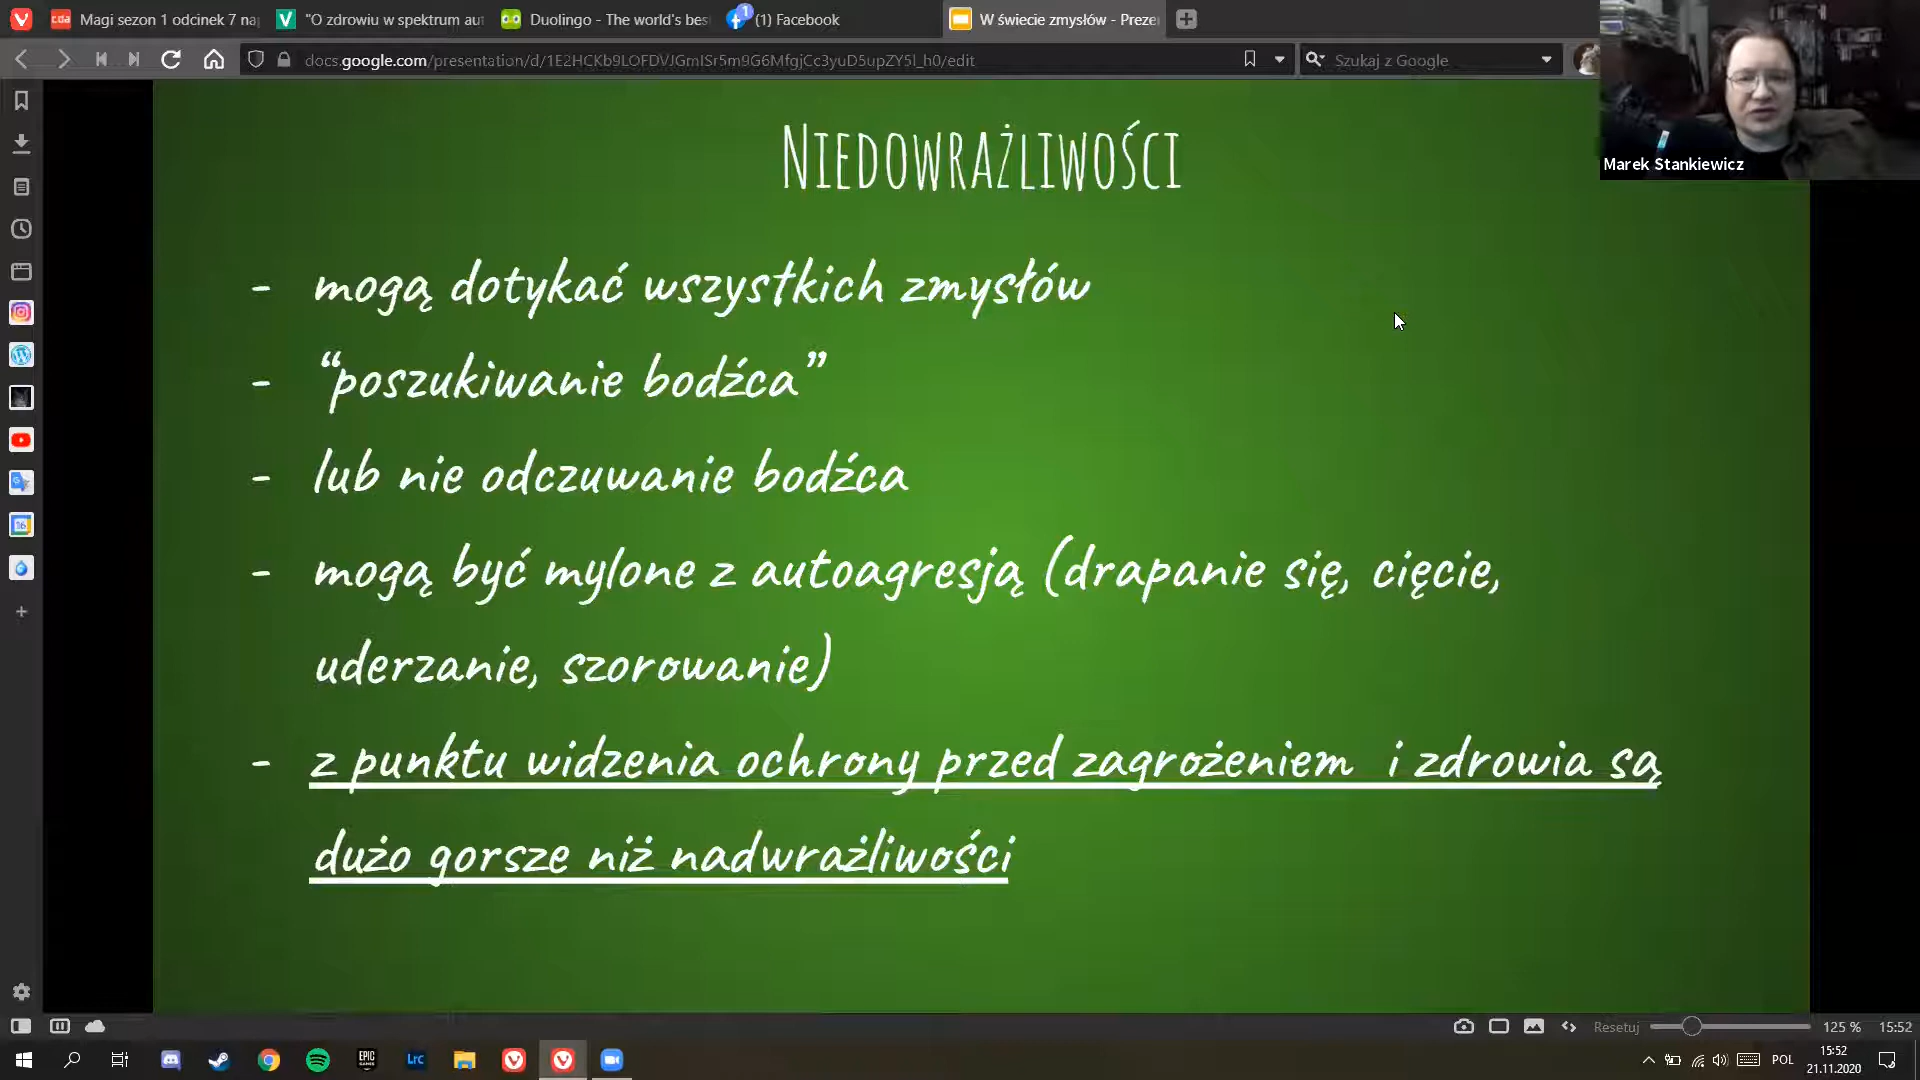 Magi sezon 1 odcinek 7 na
"O zdrowiu w spektrum aut
Duolingo - The world's bes
(1) Facebook
W świecie zmysłów - Preze
docs.google.com/presentation/d/1E2HCKb9LOFDVJGmISr5m9G6MfgjCc3yuD5upZY5l_h0/edit
Szukaj z Google
Marek Stankiewicz
NIEDOWRAŻLIWOŚCI
- mogą dotykać wszystkich zmysłów
- “poszukiwanie bodźca”
- lub nie odczuwanie bodźca
- mogą być mylone z autoagresją (drapanie się, cięcie,
uderzanie, szorowanie)
- z punktu widzenia ochrony przed zagrożeniem i zdrowia są
dużo gorsze niż nadwrażliwości
Resetuj 125 % 15:52
POL 15:52
21.11.2020